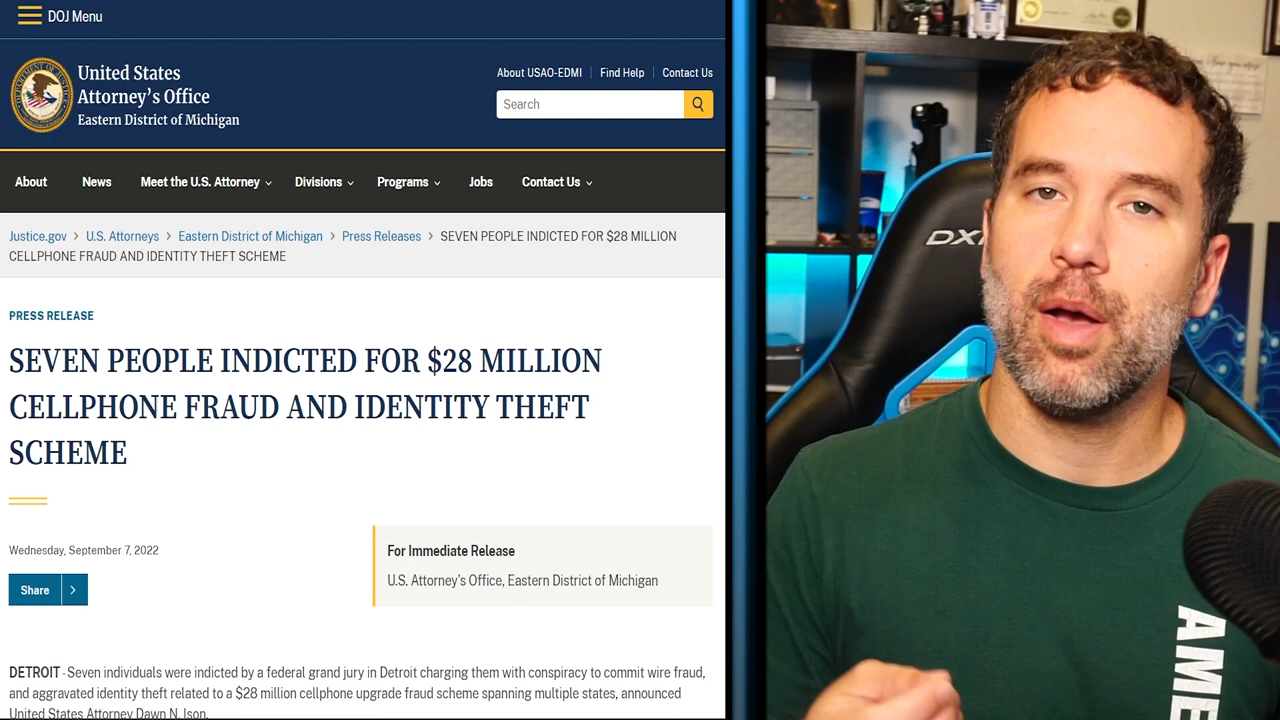 DOJ Menu
United States
Attorney's Office
Eastern District of Michigan
About USAO-EDMI
Find Help
Contact Us
Search
About
News
Meet the U.S. Attorney
Divisions
Programs
Jobs
Contact Us
Justice.gov > U.S. Attorneys > Eastern District of Michigan > Press Releases > SEVEN PEOPLE INDICTED FOR $28 MILLION
CELLPHONE FRAUD AND IDENTITY THEFT SCHEME
PRESS RELEASE
SEVEN PEOPLE INDICTED FOR $28 MILLION
CELLPHONE FRAUD AND IDENTITY THEFT
SCHEME
Wednesday, September 7, 2022
For Immediate Release
U.S. Attorney's Office, Eastern District of Michigan
Share
DETROIT - Seven individuals were indicted by a federal grand jury in Detroit charging them with conspiracy to commit wire fraud,
and aggravated identity theft related to a $28 million cellphone upgrade fraud scheme spanning multiple states, announced
United States Attorney Dawn N. Ison.
DX
AME